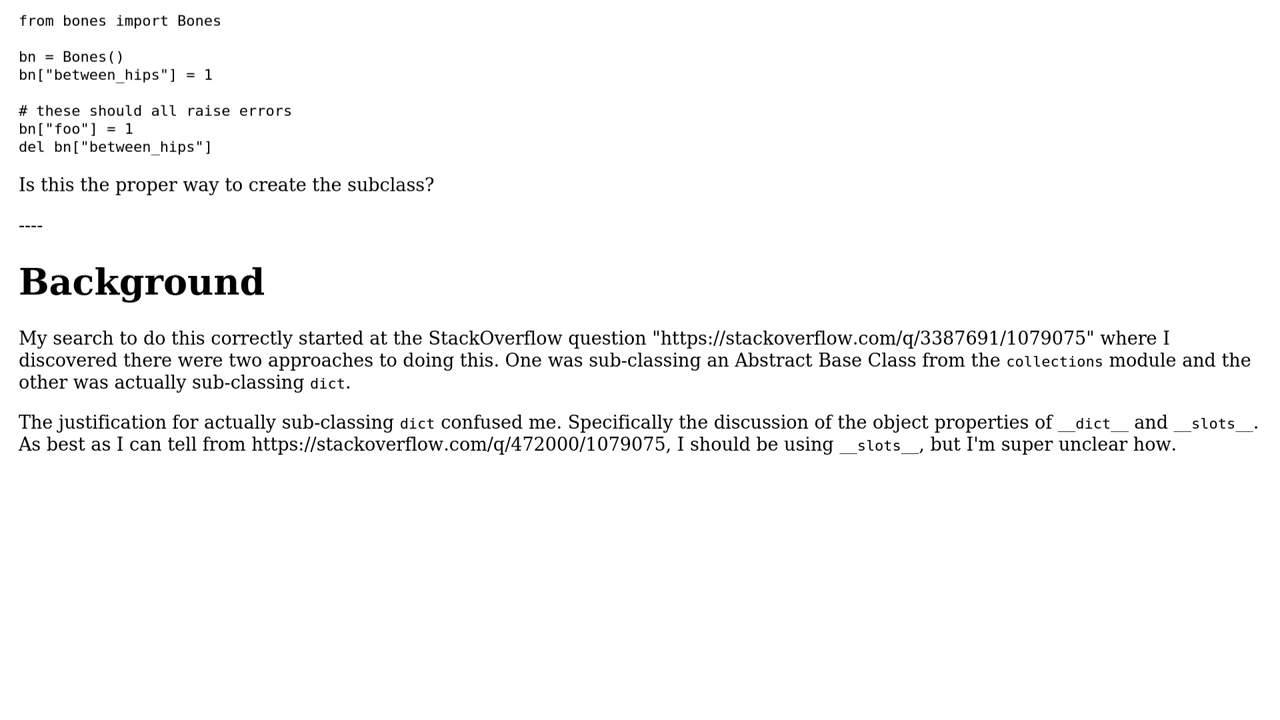 from bones import Bones
bn = Bones()
bn["between_hips"] = 1
# these should all raise errors
bn["foo"] = 1
del bn["between_hips"]
Is this the proper way to create the subclass?
----
Background
My search to do this correctly started at the StackOverflow question "https://stackoverflow.com/q/3387691/1079075" where I
discovered there were two approaches to doing this. One was sub-classing an Abstract Base Class from the collections module and the
other was actually sub-classing dict.
The justification for actually sub-classing dict confused me. Specifically the discussion of the object properties of __dict__ and __slots__.
As best as I can tell from https://stackoverflow.com/q/472000/1079075, I should be using __slots__, but I'm super unclear how.